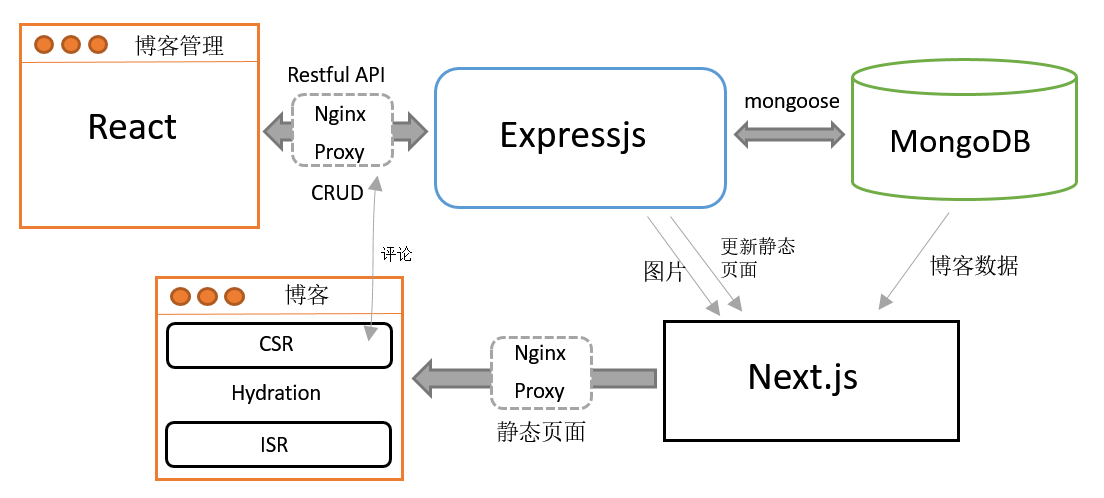 博客管理
React
Restful API
Nginx
Proxy
CRUD
Expressjs
mongoose
MongoDB
评论
图片
更新静态
页面
博客数据
博客
CSR
Hydration
ISR
Nginx
Proxy
静态页面
Next.js